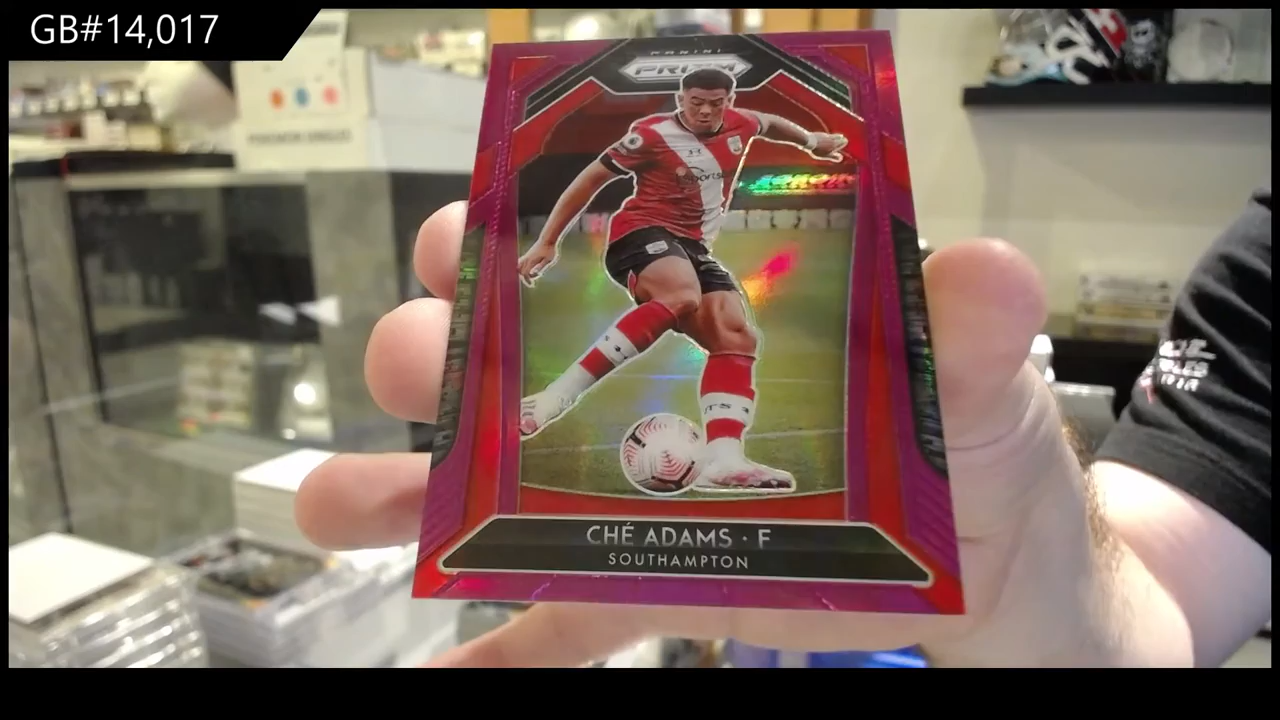 GB#14,017
PANINI
PRIZM
CHÉ ADAMS · F
SOUTHAMPTON